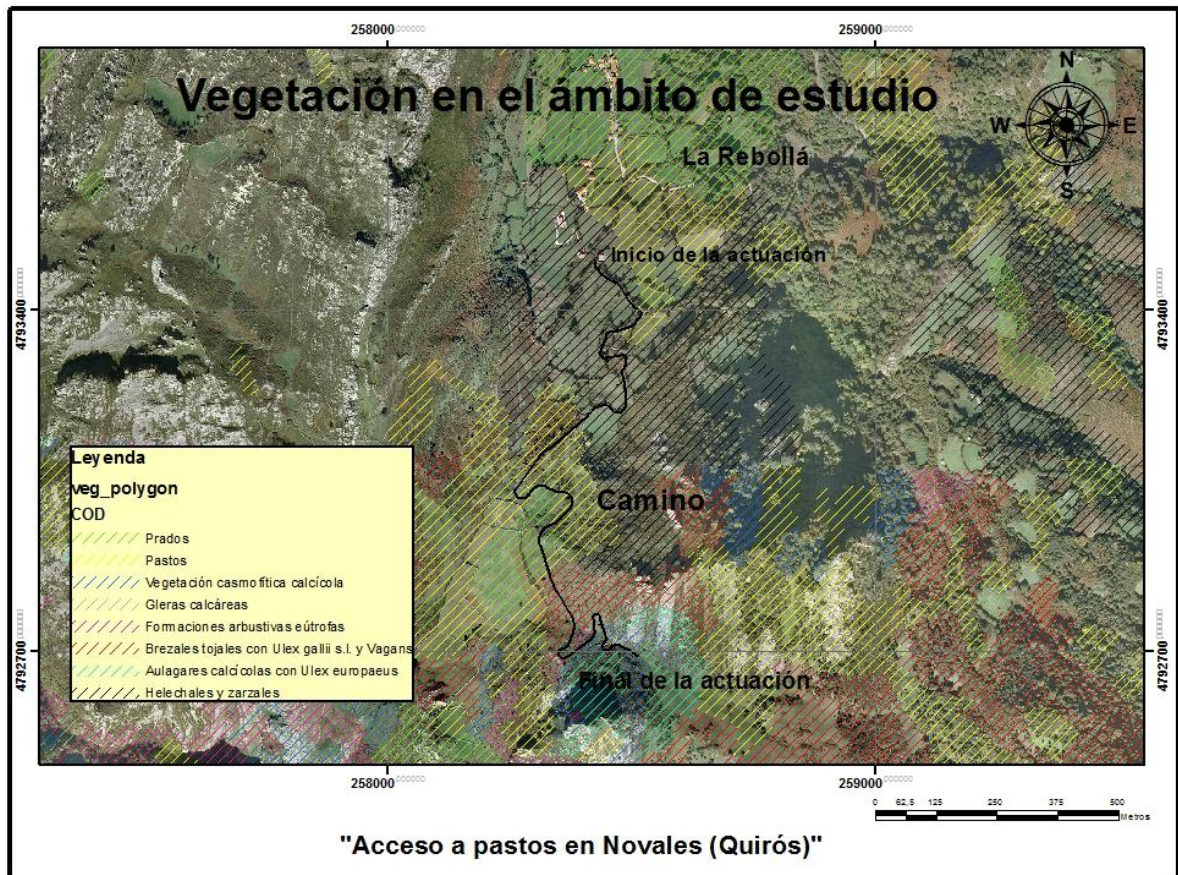 258000
259000
Vegetación en el ámbito de estudio
N
W E
S
La Rebollá
Inicio de la actuación
4793400
4793400
Leyenda
veg_polygon
COD
Prados
Pastos
Vegetación casmofítica calcícola
Gleras calcáreas
Formaciones arbustivas eútrofas
Brezales tojales con Ulex gallii s.l. y Vagans
Aulagares calcícolas con Ulex europaeus
Helechales y zarzales
Camino
4792700
4792700
Final de la actuación
258000
259000
0 62,5 125 250 375 500
Metros
"Acceso a pastos en Novales (Quirós)"